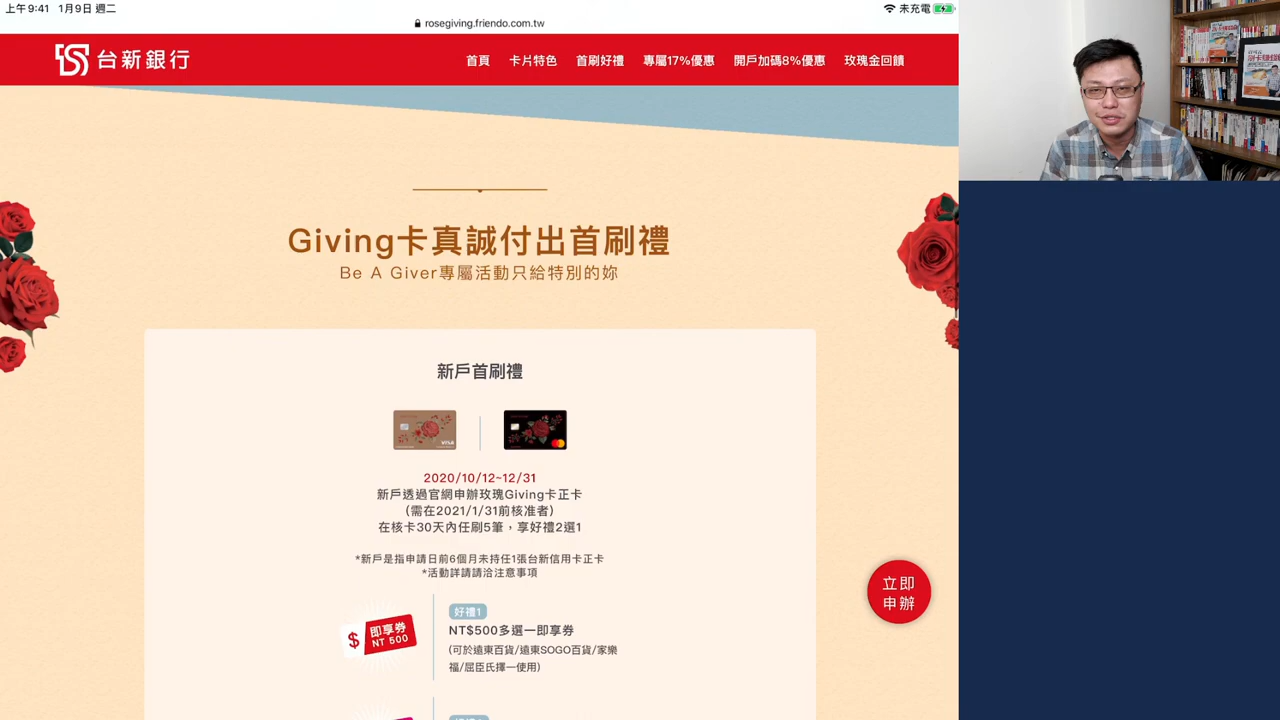 上午9:41 1月9日 週二
未充電
rosegiving.friendo.com.tw
台新銀行
首頁 卡片特色 首刷好禮 專屬17%優惠 開戶加碼8%優惠 玫瑰金回饋
Giving卡真誠付出首刷禮
Be A Giver專屬活動只給特別的妳
新戶首刷禮
VISA
2020/10/12~12/31
新戶透過官網申辦玫瑰Giving卡正卡
(需在2021/1/31前核准者)
在核卡30天內任刷5筆，享好禮2選1
*新戶是指申請日前6個月未持任1張台新信用卡正卡
*活動詳請請洽注意事項
立即
申辦
好禮1
$ 即享券
NT 500
NT$500多選一即享券
(可於遠東百貨/遠東SOGO百貨/家樂
福/屈臣氏擇一使用)